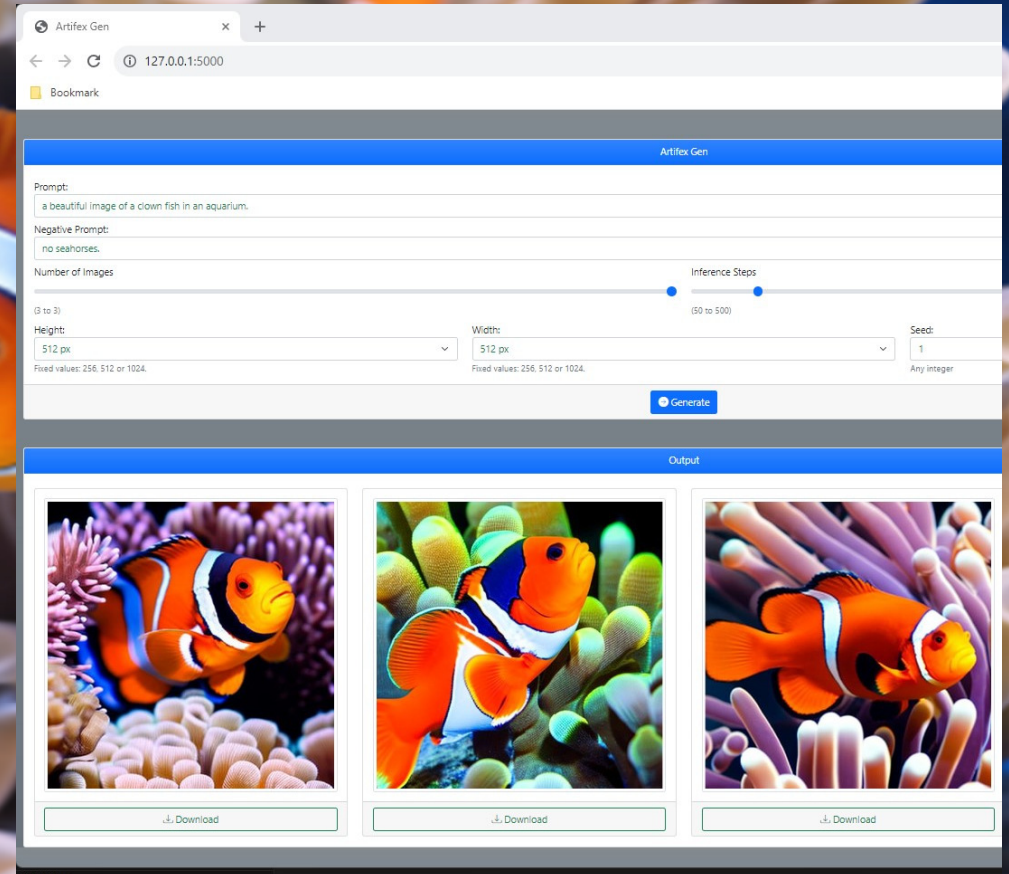 Artifex Gen
127.0.0.1:5000
Bookmark
Artifex Gen
Prompt:
a beautiful image of a clown fish in an aquarium.
Negative Prompt:
no seahorses.
Number of Images Inference Steps
(3 to 3) (50 to 500)
Height: Width: Seed:
512 px 512 px 1
Fixed values: 256, 512 or 1024. Fixed values: 256, 512 or 1024. Any integer
Generate
Output
Download Download Download